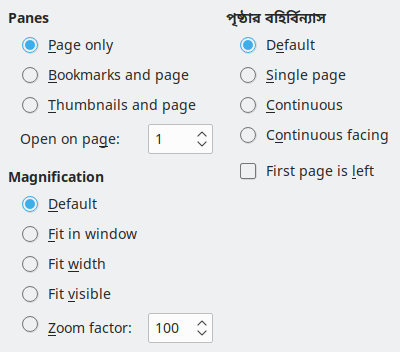 Panes
Page only
Bookmarks and page
Thumbnails and page
Open on page: 1
Magnification
Default
Fit in window
Fit width
Fit visible
Zoom factor: 100
পৃষ্ঠার বহির্বিন্যাস
Default
Single page
Continuous
Continuous facing
First page is left